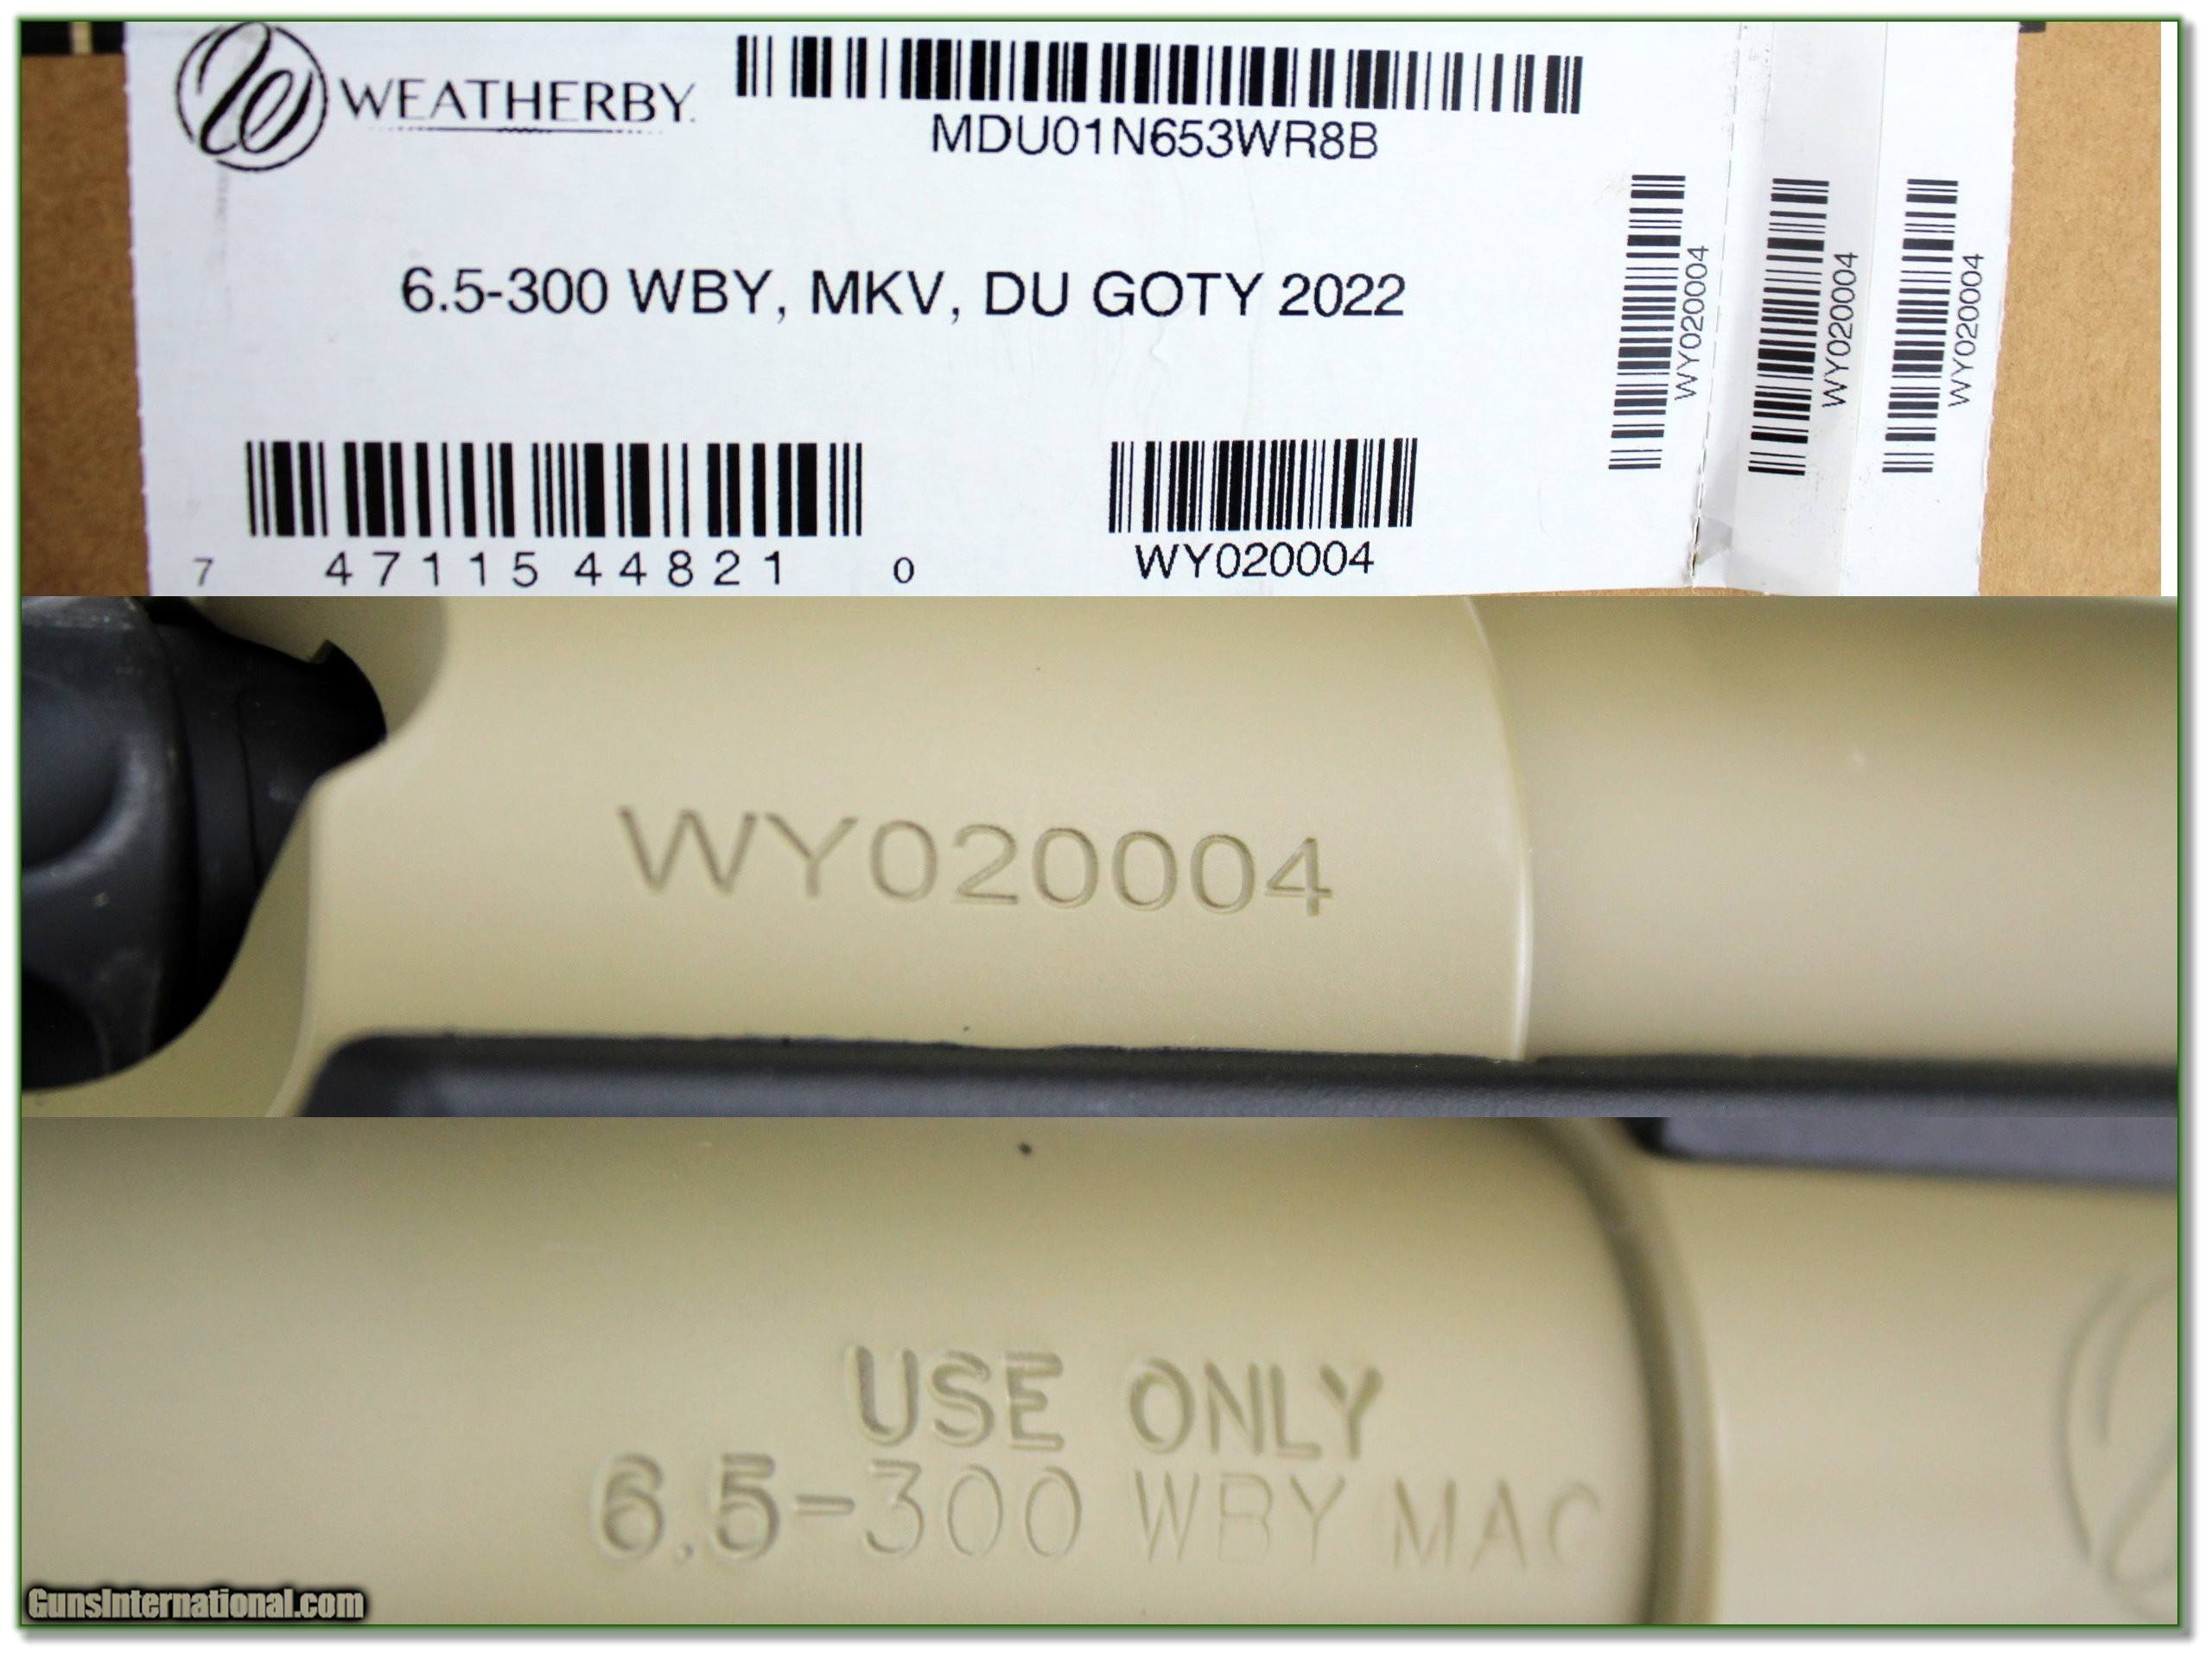 WEATHERBY.
MDU01N653WR8B
6.5-300 WBY, MKV, DU GOTY 2022
WY020004
WY020004
WY020004
7 47115 44821 0
WY020004
WY020004
USE ONLY
6.5-300 WBY MAG
GunsInternational.com